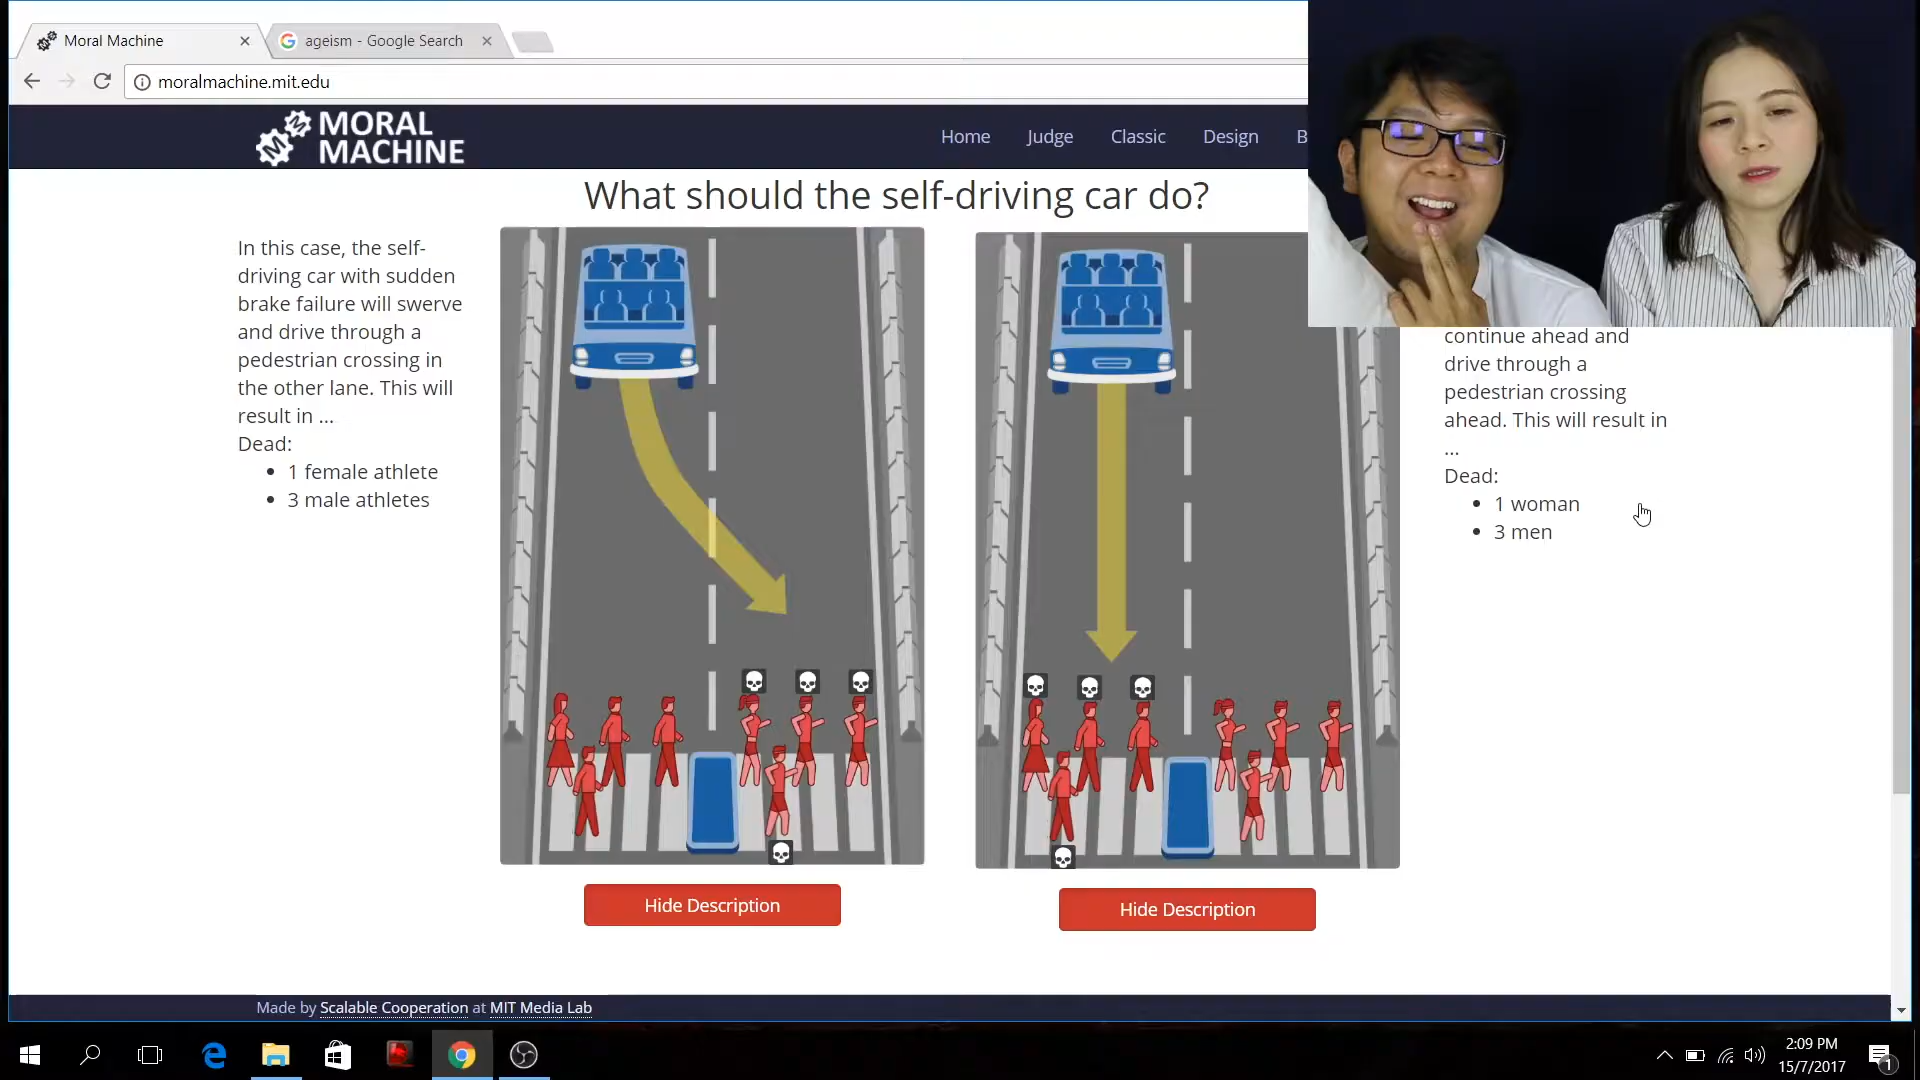 Moral Machine
ageism - Google Search
moralmachine.mit.edu
MORAL
MACHINE
Home
Judge
Classic
Design
B
What should the self-driving car do?
In this case, the self-
driving car with sudden
brake failure will swerve
and drive through a
pedestrian crossing in
the other lane. This will
result in ...
Dead:
1 female athlete
3 male athletes
continue ahead and
drive through a
pedestrian crossing
ahead. This will result in
...
Dead:
1 woman
3 men
Hide Description
Hide Description
Made by Scalable Cooperation at MIT Media Lab
2:09 PM
15/7/2017
1